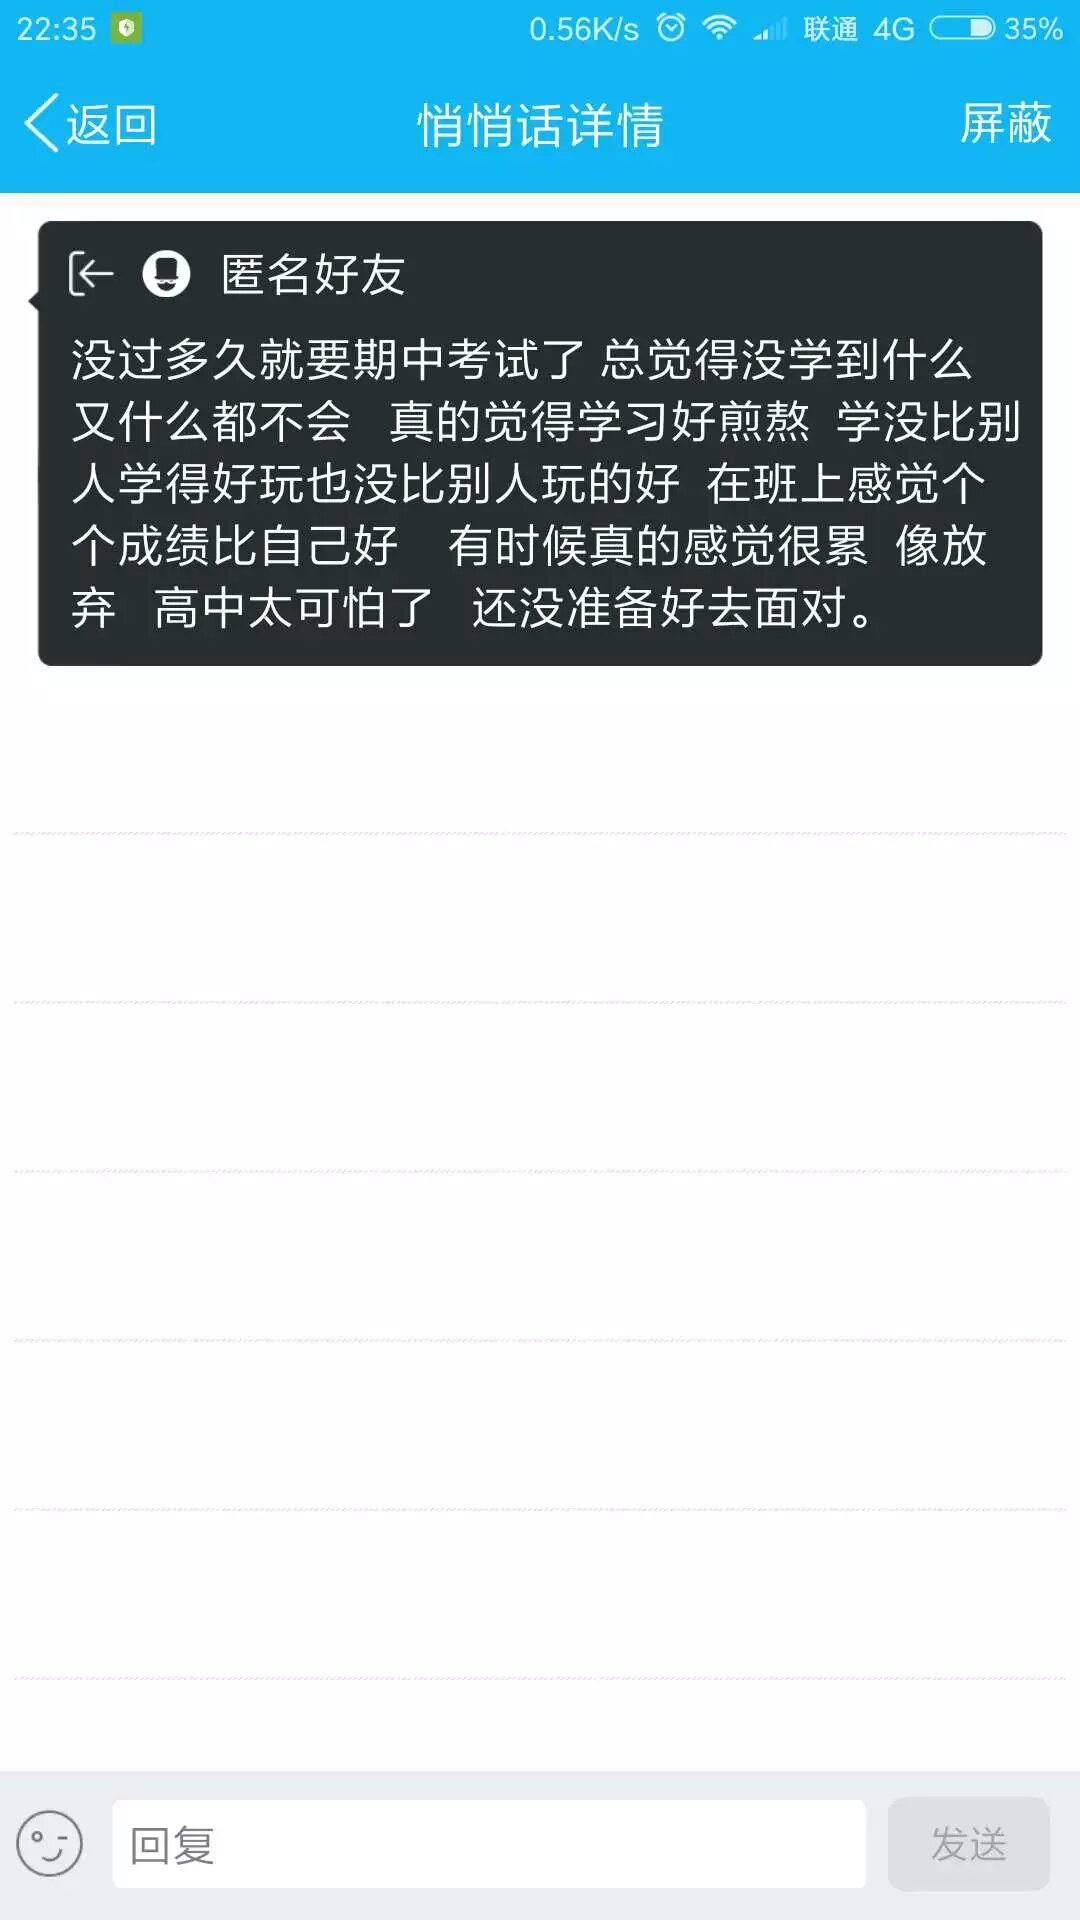 22:35 0.56K/s 联通 4G 35%
返回 悄悄话详情 屏蔽
匿名好友
没过多久就要期中考试了 总觉得没学到什么
又什么都不会 真的觉得学习好煎熬 学没比别
人学得好玩也没比别人玩的好 在班上感觉个
个成绩比自己好 有时候真的感觉很累 像放
弃 高中太可怕了 还没准备好去面对。
回复 发送